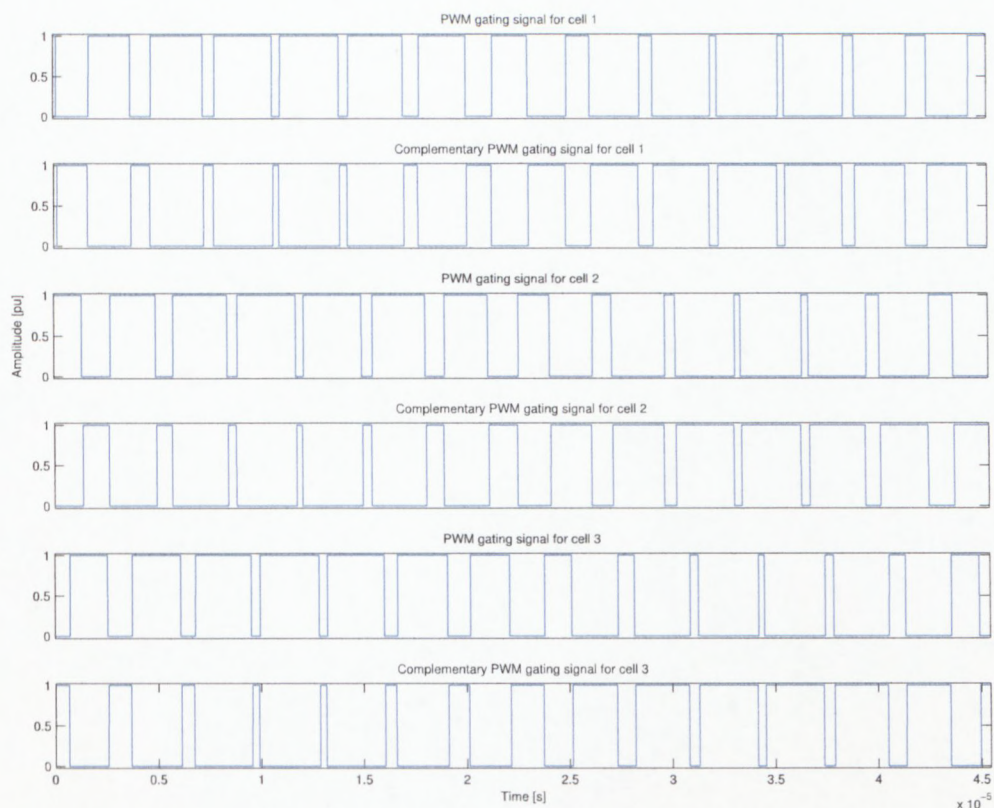 PWM gating signal for cell 1
1
0.5
0
Complementary PWM gating signal for cell 1
1
0.5
0
PWM gating signal for cell 2
1
0.5
0
Amplitude [pu]
Complementary PWM gating signal for cell 2
1
0.5
0
PWM gating signal for cell 3
1
0.5
0
Complementary PWM gating signal for cell 3
1
0.5
0
0 0.5 1 1.5 2 2.5 3 3.5 4 4.5
Time [s]
x 10⁻⁵